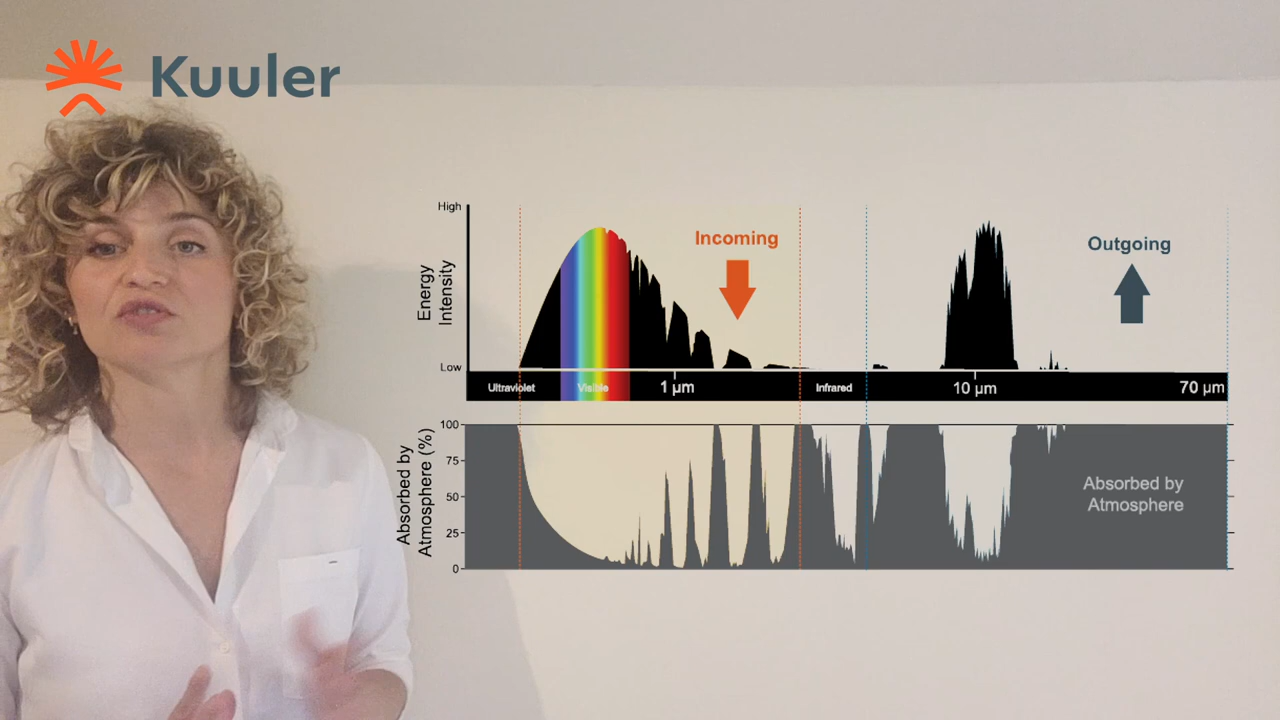 Kuuler
High
Energy
Intensity
Low
Incoming
Outgoing
Ultraviolet
Visible
1 μm
Infrared
10 μm
70 μm
Absorbed by
Atmosphere (%)
100
75
50
25
0
Absorbed by
Atmosphere